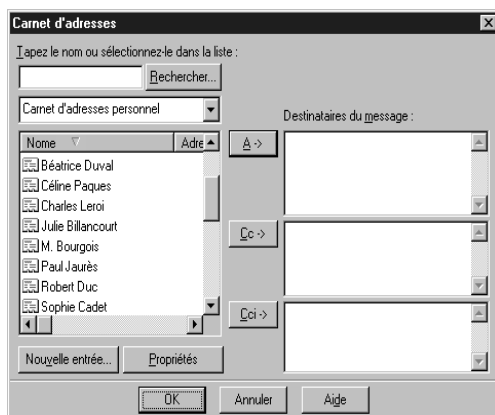 Carnet d'adresses
Tapez le nom ou sélectionnez-le dans la liste :
Rechercher...
Carnet d'adresses personnel
Destinataires du message :
Nome Adre
A ->
Béatrice Duval
Céline Paques
Charles Leroi
Julie Billancourt
M. Bourgois
Paul Jaurès
Robert Duc
Sophie Cadet
Cc ->
Cci ->
Nouvelle entrée... Propriétés
OK Annuler Aide